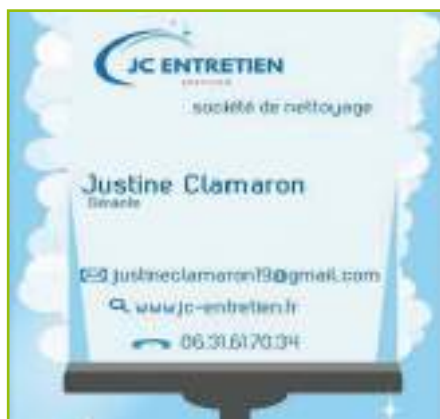 JC ENTRETIEN
SERVICES
société de nettoyage
Justine Clamaron
Gérante
justineclamaron19@gmail.com
www.jc-entretien.fr
06.31.61.70.34